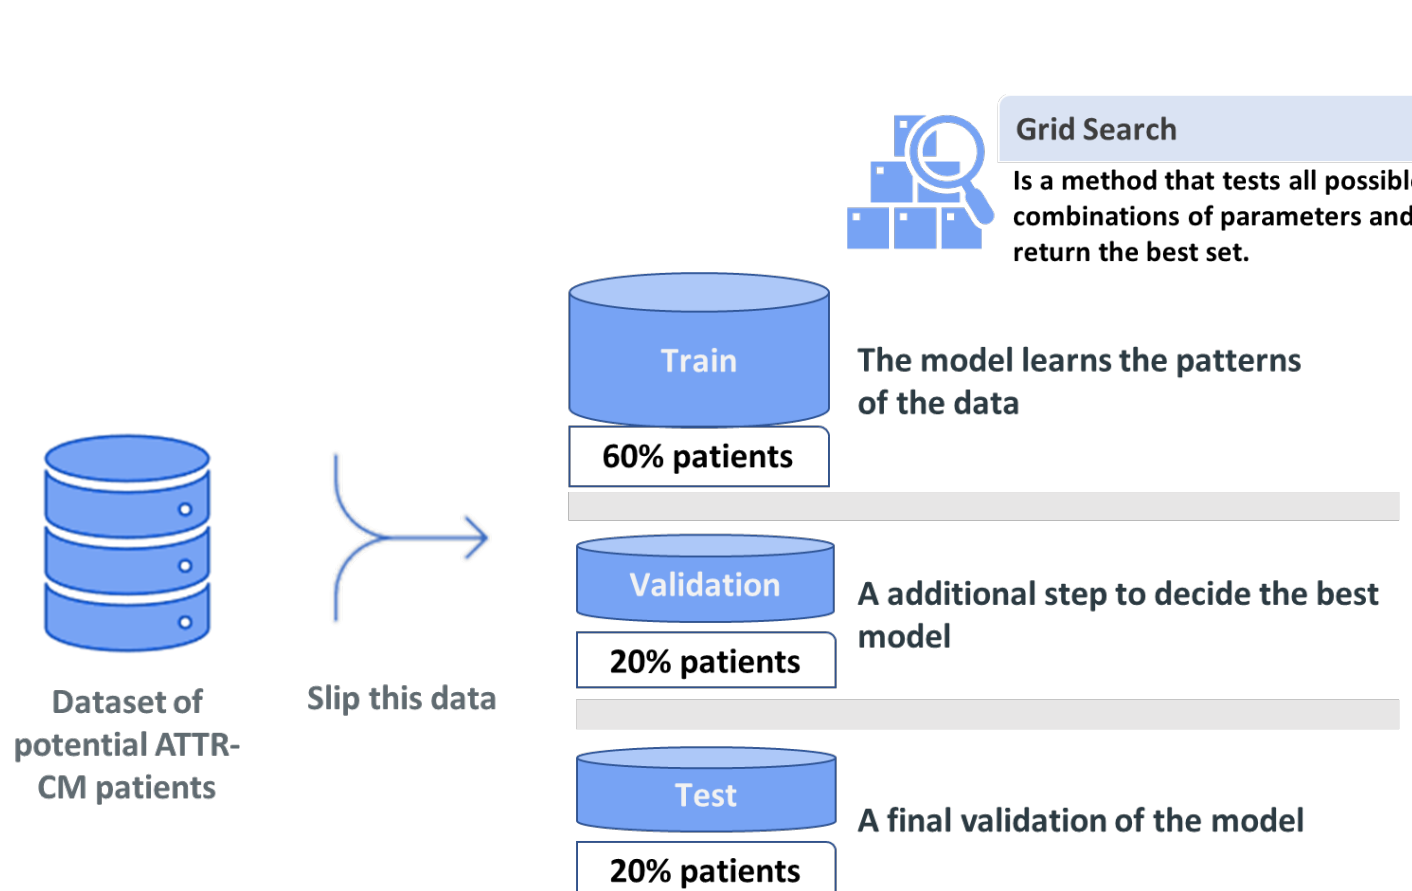 Grid Search
Is a method that tests all possible
combinations of parameters and
return the best set.
Train
The model learns the patterns
of the data
60% patients
Validation
A additional step to decide the best
model
20% patients
Dataset of
potential ATTR-
CM patients
Slip this data
Test
A final validation of the model
20% patients